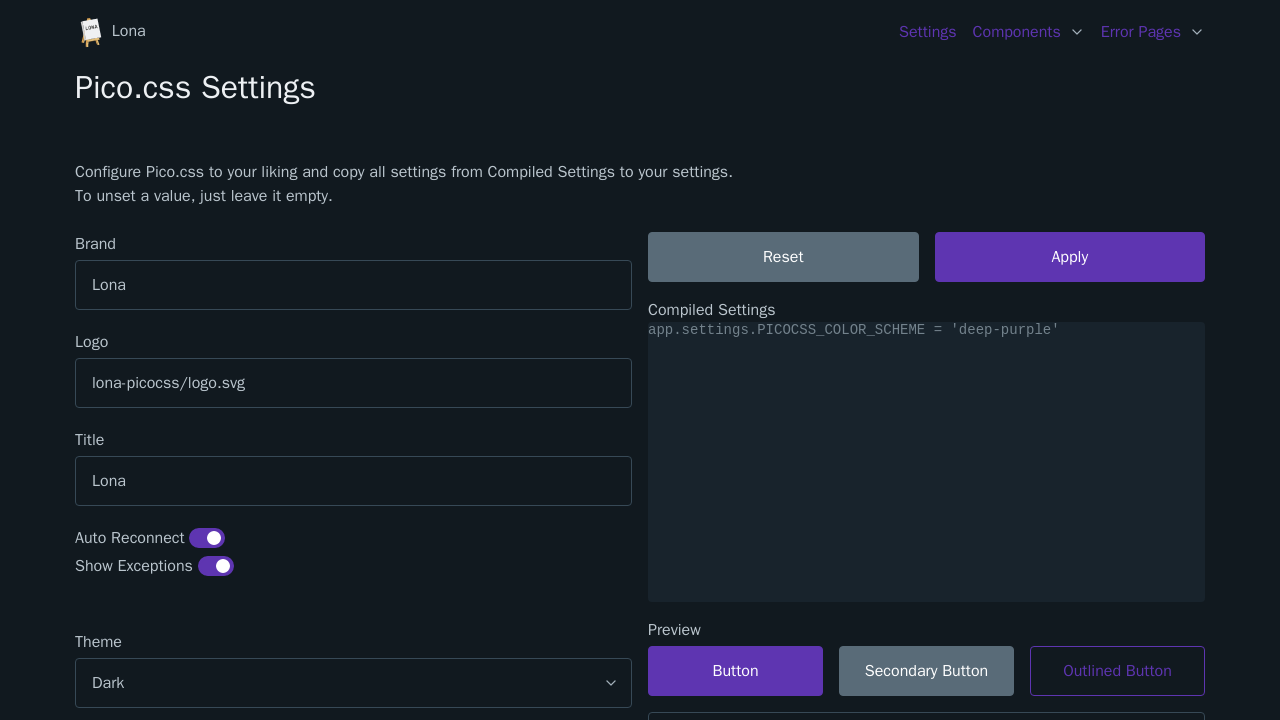 LONA
Lona
Settings
Components
Error Pages
Pico.css Settings
Configure Pico.css to your liking and copy all settings from Compiled Settings to your settings.
To unset a value, just leave it empty.
Brand
Lona
Logo
lona-picocss/logo.svg
Title
Lona
Auto Reconnect
Show Exceptions
Theme
Dark
Reset
Apply
Compiled Settings
app.settings.PICOCSS_COLOR_SCHEME = 'deep-purple'
Preview
Button
Secondary Button
Outlined Button